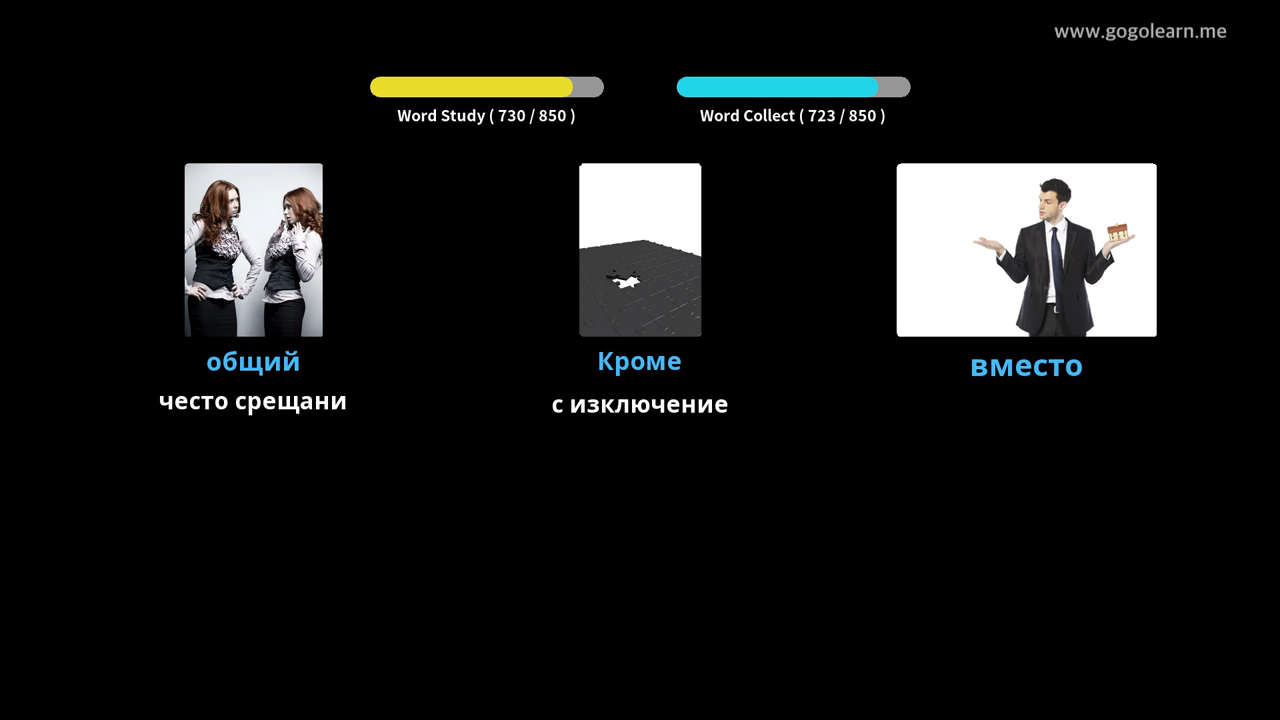 www.gogolearn.me
Word Study ( 730 / 850 )
Word Collect ( 723 / 850 )
общий
често срещани
Кроме
с изключение
вместо